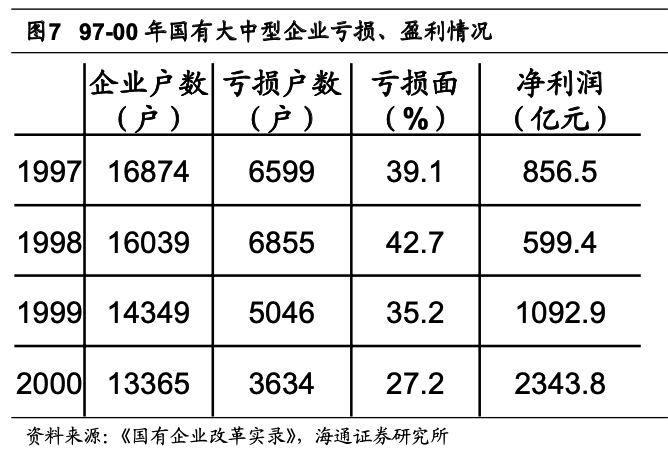 图7 97-00 年国有大中型企业亏损、盈利情况
企业户数 亏损户数 亏损面 净利润
（户） （户） （%） （亿元）
1997 16874 6599 39.1 856.5
1998 16039 6855 42.7 599.4
1999 14349 5046 35.2 1092.9
2000 13365 3634 27.2 2343.8
资料来源：《国有企业改革实录》，海通证券研究所